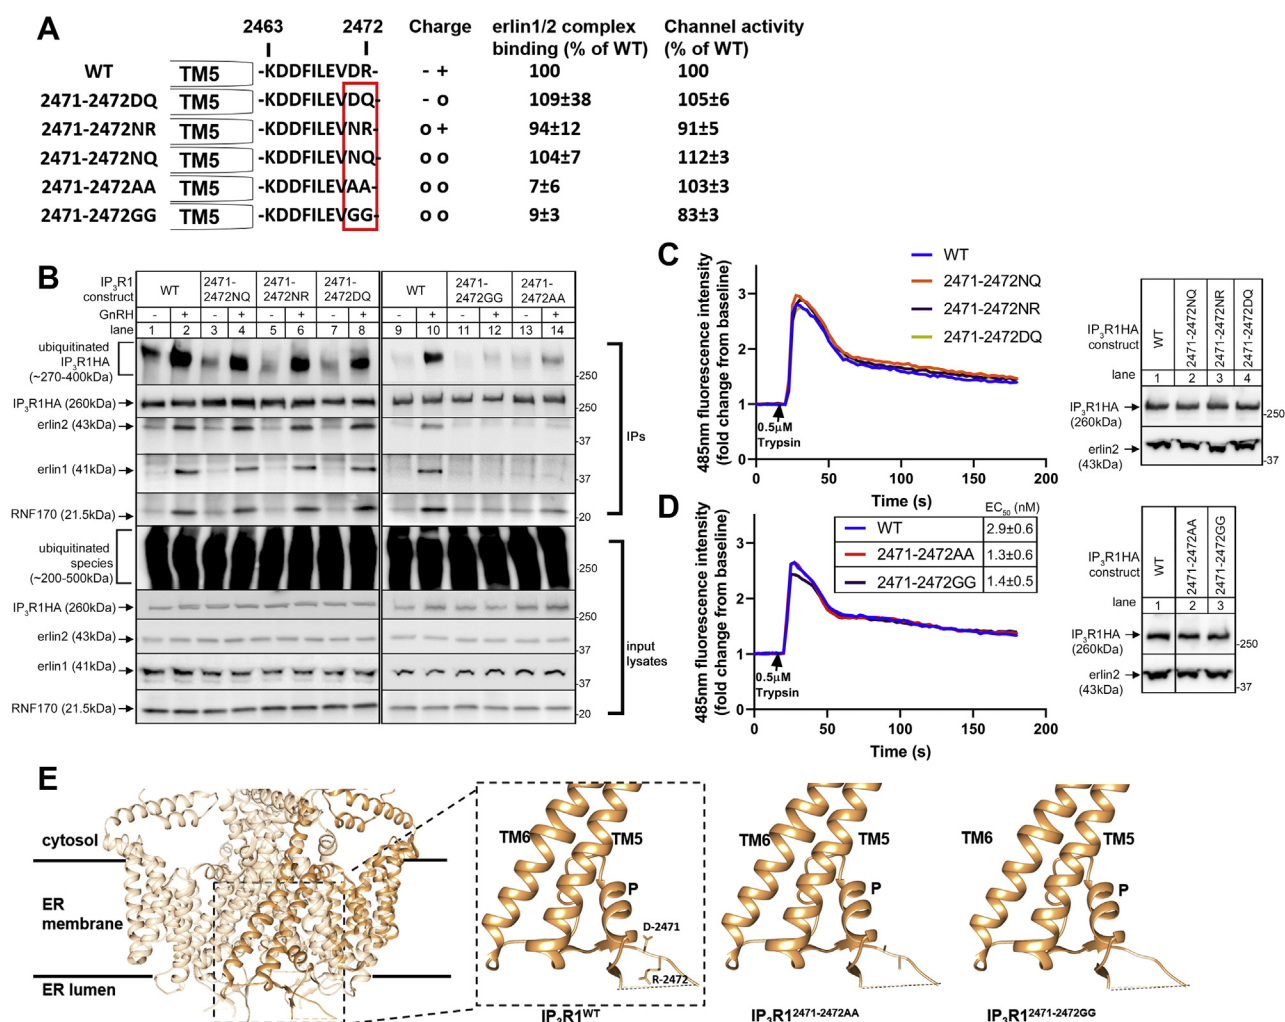 A
2463 2472 Charge erlin1/2 complex binding (% of WT) Channel activity (% of WT)
WT TM5 -KDDFILEVDR- - + 100 100
2471-2472DQ TM5 -KDDFILEVDQ- - o 109±38 105±6
2471-2472NR TM5 -KDDFILEVNR- o + 94±12 91±5
2471-2472NQ TM5 -KDDFILEVNQ- o o 104±7 112±3
2471-2472AA TM5 -KDDFILEVAA- o o 7±6 103±3
2471-2472GG TM5 -KDDFILEVGG- o o 9±3 83±3
B
IP3R1 construct WT 2471-2472NQ 2471-2472NR 2471-2472DQ WT 2471-2472GG 2471-2472AA
GnRH - + - + - + - + - + - + - +
lane 1 2 3 4 5 6 7 8 9 10 11 12 13 14
ubiquitinated IP3R1HA (~270-400kDa) 250
IP3R1HA (260kDa) 250
erlin2 (43kDa) 37
erlin1 (41kDa) 37
RNF170 (21.5kDa) 20
IPs
ubiquitinated species (~200-500kDa) 250
IP3R1HA (260kDa) 250
erlin2 (43kDa)
erlin1 (41kDa) 37
RNF170 (21.5kDa) 20
input lysates
C
485nm fluorescence intensity (fold change from baseline)
3
2
1
0
0 50 100 150 200
Time (s)
0.5µM Trypsin
WT
2471-2472NQ
2471-2472NR
2471-2472DQ
IP3R1HA construct WT 2471-2472NQ 2471-2472NR 2471-2472DQ
lane 1 2 3 4
IP3R1HA (260kDa) 250
erlin2 (43kDa) 37
D
485nm fluorescence intensity (fold change from baseline)
3
2
1
0
0 50 100 150 200
Time (s)
0.5µM Trypsin
EC50 (nM)
WT 2.9±0.6
2471-2472AA 1.3±0.6
2471-2472GG 1.4±0.5
IP3R1HA construct WT 2471-2472AA 2471-2472GG
lane 1 2 3
IP3R1HA (260kDa) 250
erlin2 (43kDa) 37
E
cytosol
ER membrane
ER lumen
TM6 TM5 P D-2471 R-2472
IP3R1WT
TM6 TM5 P
IP3R12471-2472AA
TM6 TM5 P
IP3R12471-2472GG